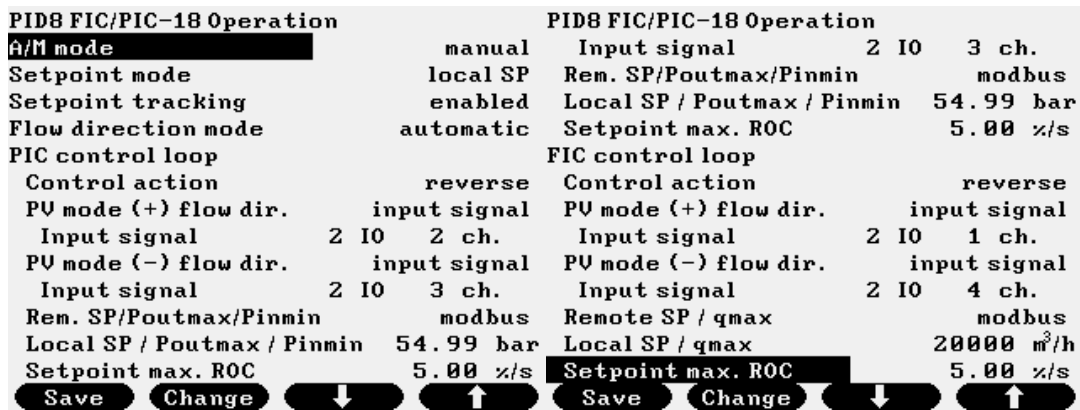 PID8 FIC/PIC-18 Operation
A/M mode manual
Setpoint mode local SP
Setpoint tracking enabled
Flow direction mode automatic
PIC control loop
Control action reverse
PV mode (+) flow dir. input signal
Input signal 2 IO 2 ch.
PV mode (-) flow dir. input signal
Input signal 2 IO 3 ch.
Rem. SP/Poutmax/Pinmin modbus
Local SP / Poutmax / Pinmin 54.99 bar
Setpoint max. ROC 5.00 %/s
Save Change
PID8 FIC/PIC-18 Operation
Input signal 2 IO 3 ch.
Rem. SP/Poutmax/Pinmin modbus
Local SP / Poutmax / Pinmin 54.99 bar
Setpoint max. ROC 5.00 %/s
FIC control loop
Control action reverse
PV mode (+) flow dir. input signal
Input signal 2 IO 1 ch.
PV mode (-) flow dir. input signal
Input signal 2 IO 4 ch.
Remote SP / qmax modbus
Local SP / qmax 20000 m³/h
Setpoint max. ROC 5.00 %/s
Save Change